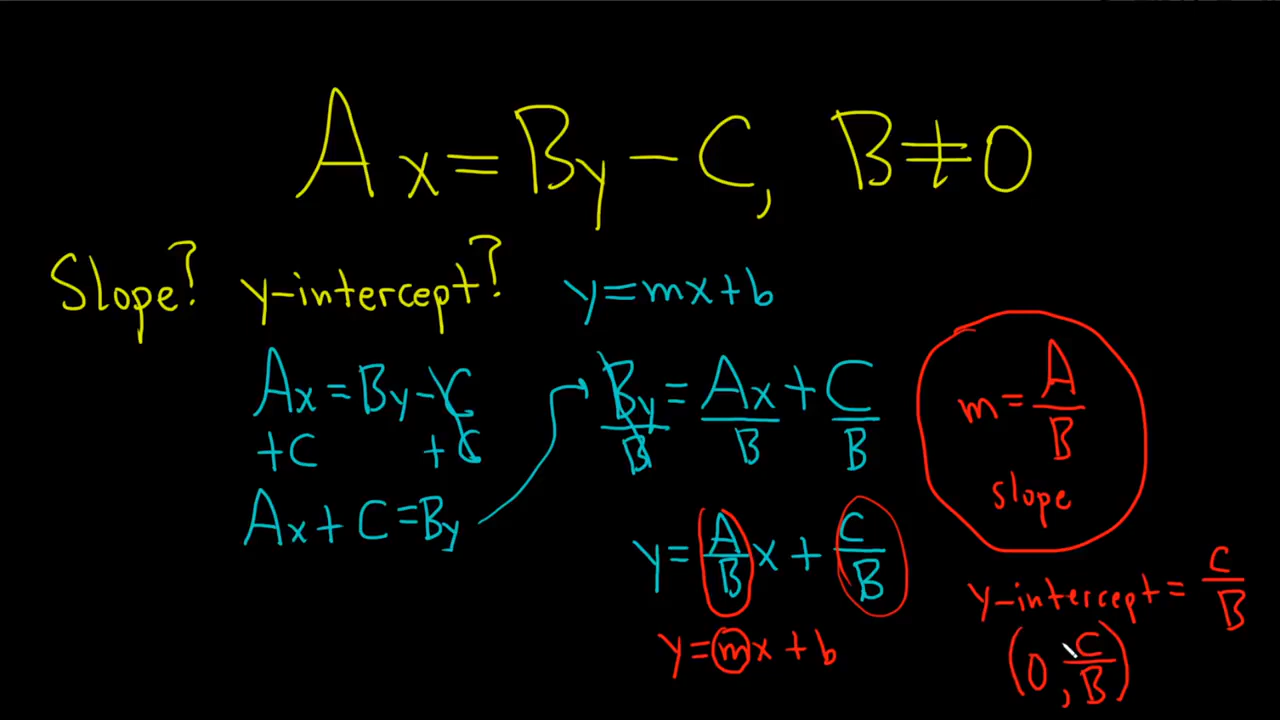 Ax = By - C, B ≠ 0
Slope? y-intercept? y = mx + b
Ax = By - C
+C +C
Ax + C = By
By/B = Ax/B + C/B
y = A/B x + C/B
y = mx + b
m = A/B
slope
y-intercept = C/B
(0, C/B)